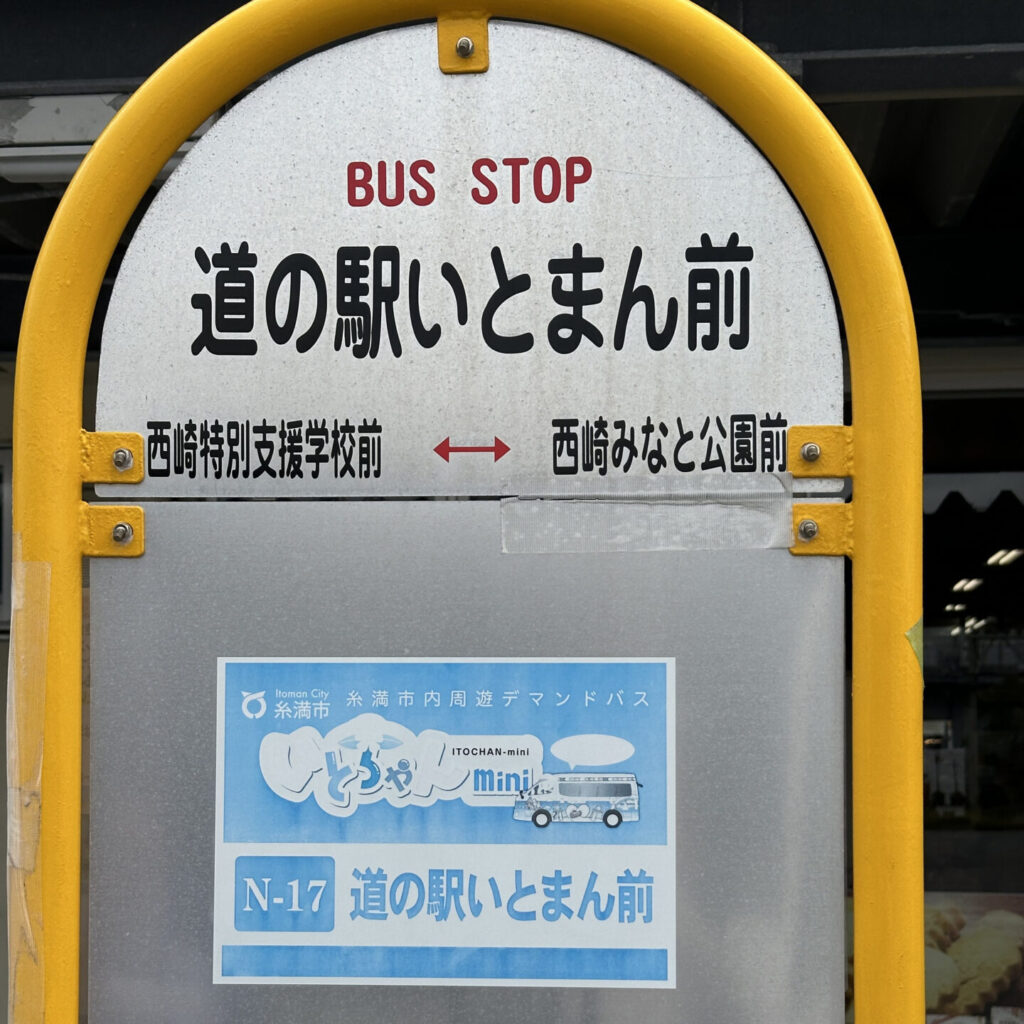 BUS STOP
道の駅いとまん前
西崎特別支援学校前 ↔ 西崎みなと公園前
Itoman City
糸満市
糸満市内周遊デマンドバス
いとちゃん
ITOCHAN-mini
mini
N-17 道の駅いとまん前